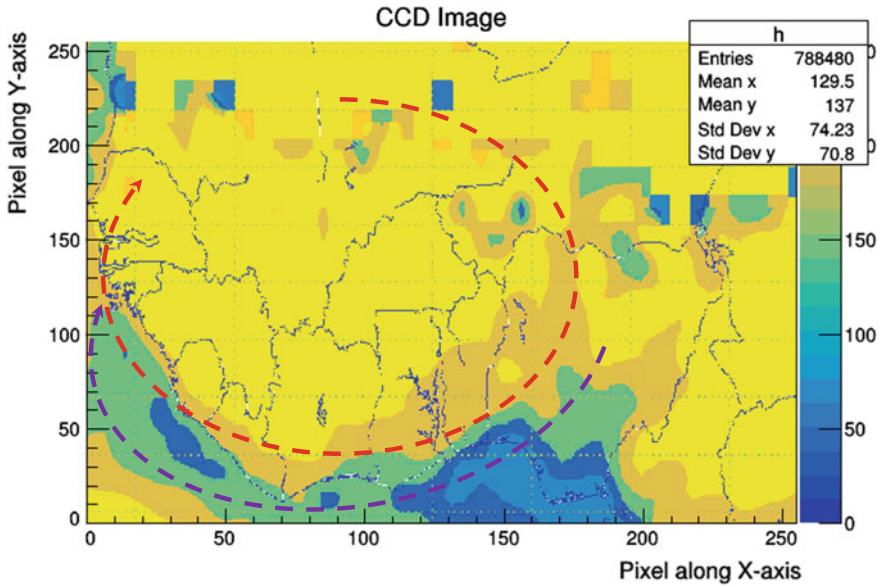 CCD Image
h
Entries 788480
Mean x 129.5
Mean y 137
Std Dev x 74.23
Std Dev y 70.8
Pixel along Y-axis
250
200
150
100
50
0
0 50 100 150 200 250
Pixel along X-axis
150
100
50
0